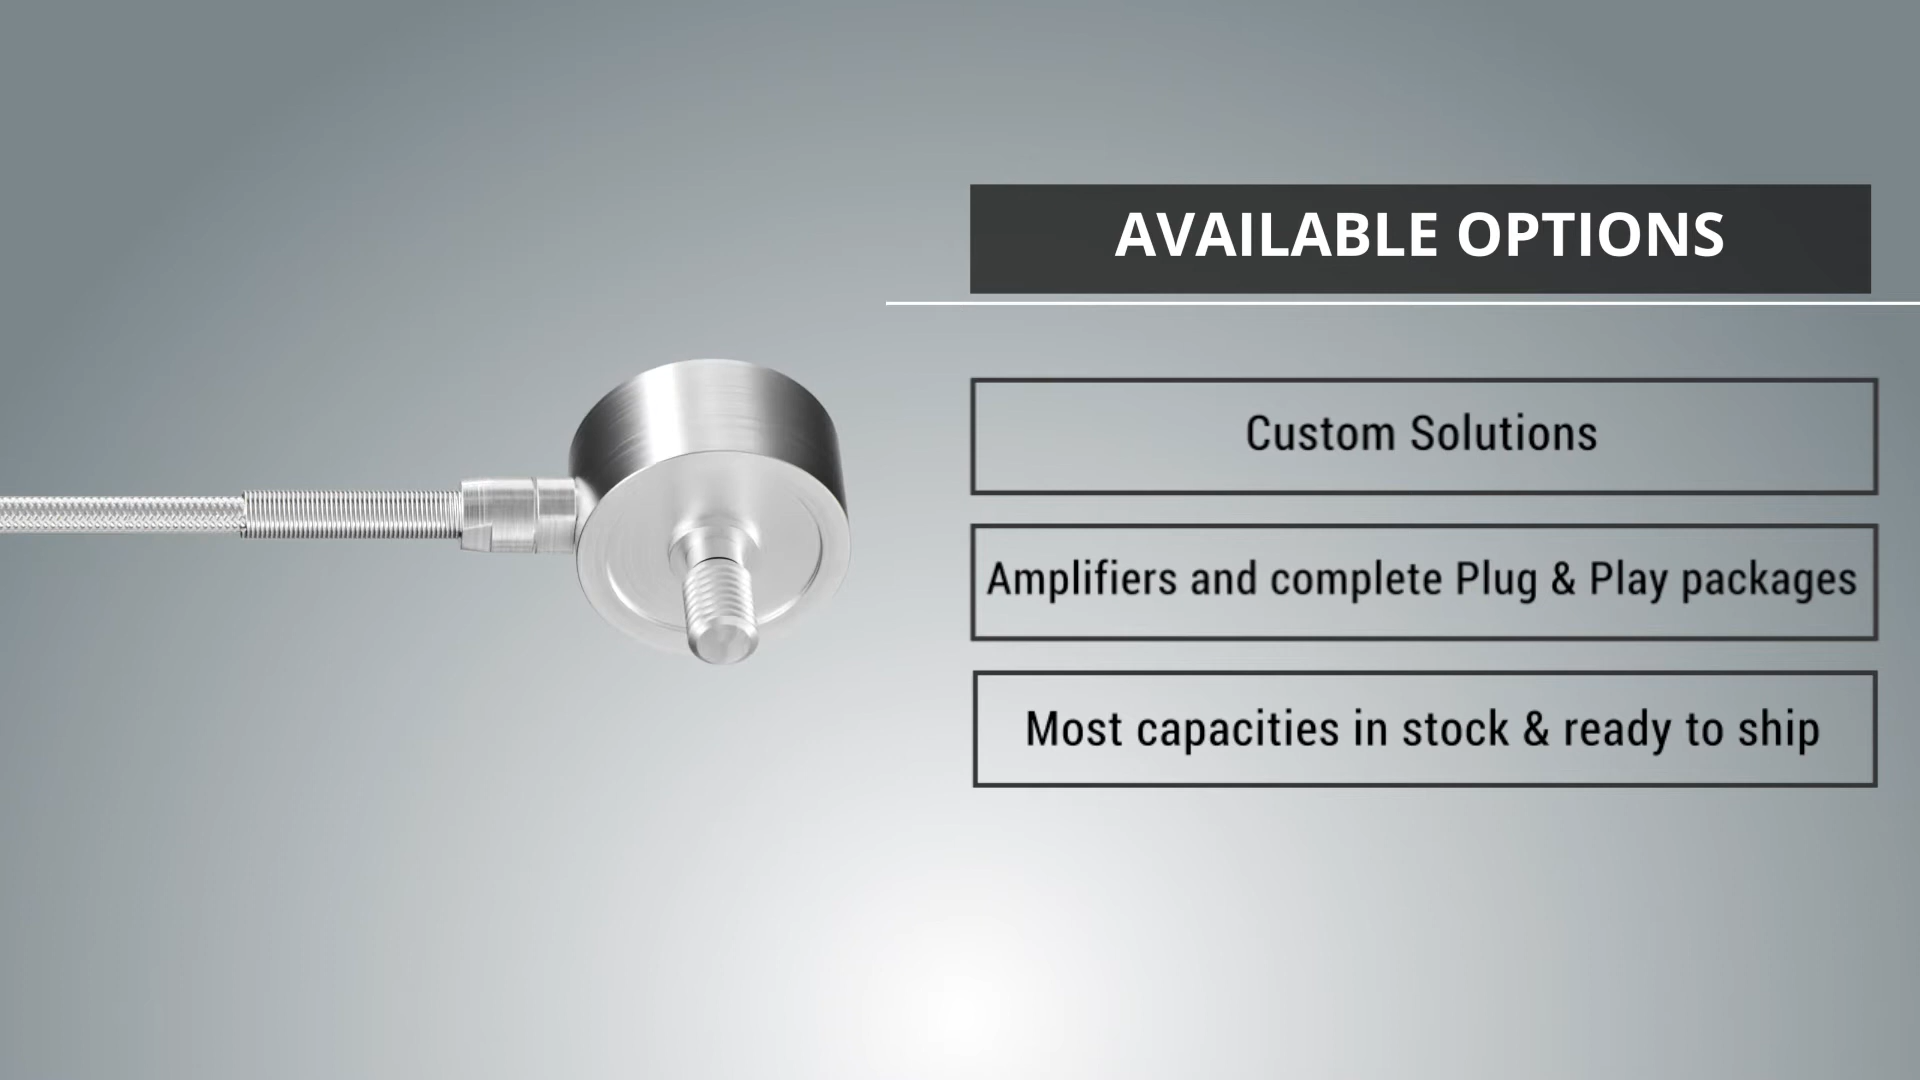 AVAILABLE OPTIONS
Custom Solutions
Amplifiers and complete Plug & Play packages
Most capacities in stock & ready to ship